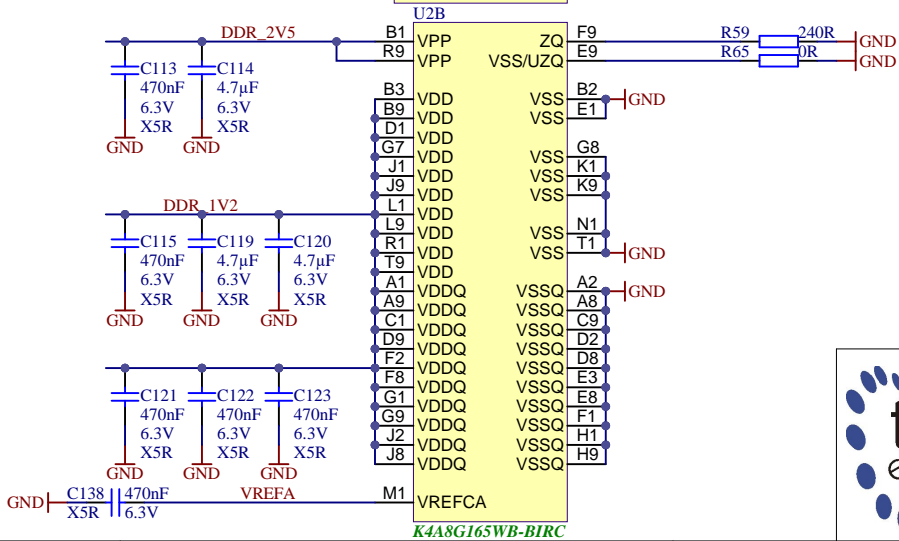 U2B
DDR_2V5
B1 VPP
R9 VPP
C113
470nF
6.3V
X5R
GND
C114
4.7µF
6.3V
X5R
GND
B3 VDD
B9 VDD
D1 VDD
G7 VDD
J1 VDD
J9 VDD
DDR_1V2
L1 VDD
L9 VDD
R1 VDD
T9 VDD
C115
470nF
6.3V
X5R
GND
C119
4.7µF
6.3V
X5R
GND
C120
4.7µF
6.3V
X5R
GND
A1 VDDQ
A9 VDDQ
C1 VDDQ
D9 VDDQ
F2 VDDQ
F8 VDDQ
G1 VDDQ
G9 VDDQ
J2 VDDQ
J8 VDDQ
C121
470nF
6.3V
X5R
GND
C122
470nF
6.3V
X5R
GND
C123
470nF
6.3V
X5R
GND
GND
C138 470nF
X5R 6.3V
VREFA
M1 VREFCA
ZQ F9
R59 240R
GND
VSS/UZQ E9
R65 0R
GND
VSS B2
GND
VSS E1
VSS G8
VSS K1
VSS K9
VSS N1
VSS T1
GND
VSSQ A2
GND
VSSQ A8
VSSQ C9
VSSQ D2
VSSQ D8
VSSQ E3
VSSQ E8
VSSQ F1
VSSQ H1
VSSQ H9
K4A8G165WB-BIRC